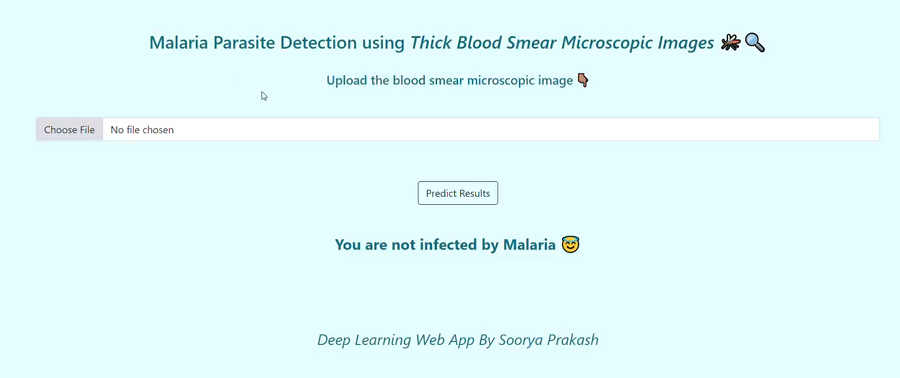 Malaria Parasite Detection using Thick Blood Smear Microscopic Images 🦟🔍
Upload the blood smear microscopic image 👇🏾
Choose File No file chosen
Predict Results
You are not infected by Malaria 😇
Deep Learning Web App By Soorya Prakash